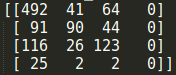 [[492 41 64 0]
[ 91 90 44 0]
[116 26 123 0]
[ 25 2 2 0]]